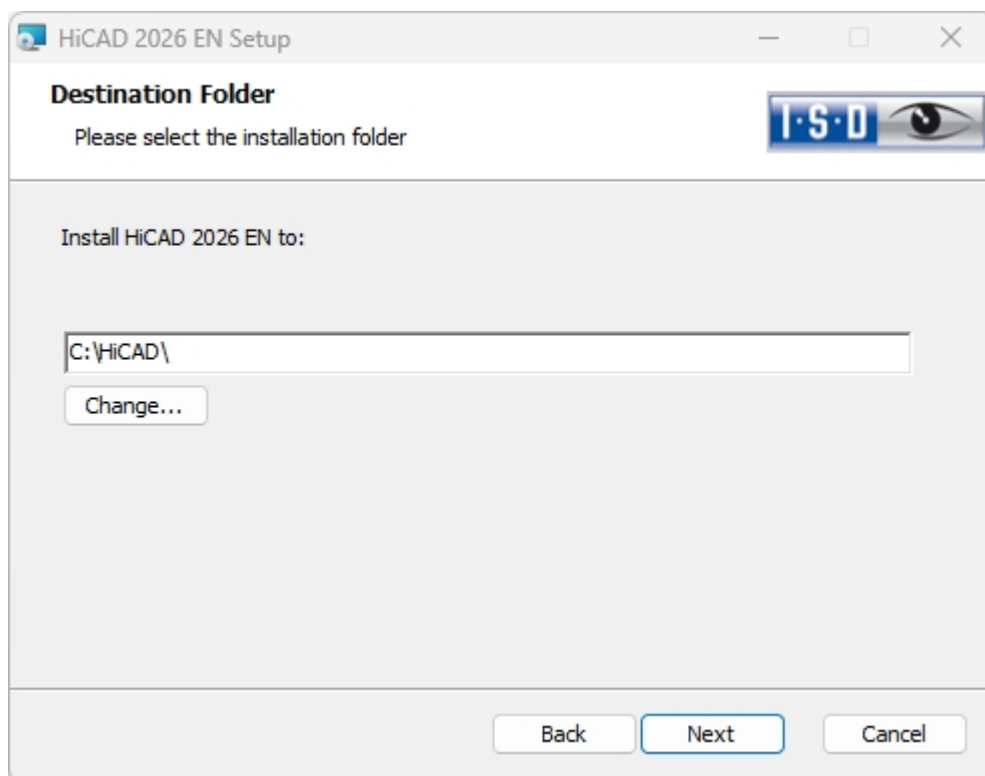 HiCAD 2026 EN Setup
Destination Folder
Please select the installation folder
I·S·D
Install HiCAD 2026 EN to:
C:\HiCAD\
Change...
Back Next Cancel